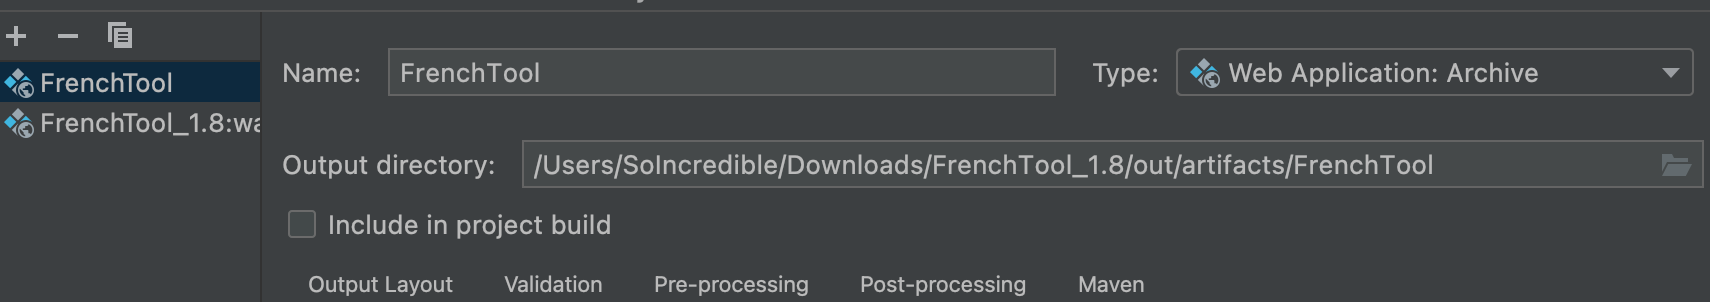 FrenchTool
FrenchTool_1.8:wa
Name: FrenchTool Type: Web Application: Archive
Output directory: /Users/SoIncredible/Downloads/FrenchTool_1.8/out/artifacts/FrenchTool
Include in project build
Output Layout Validation Pre-processing Post-processing Maven